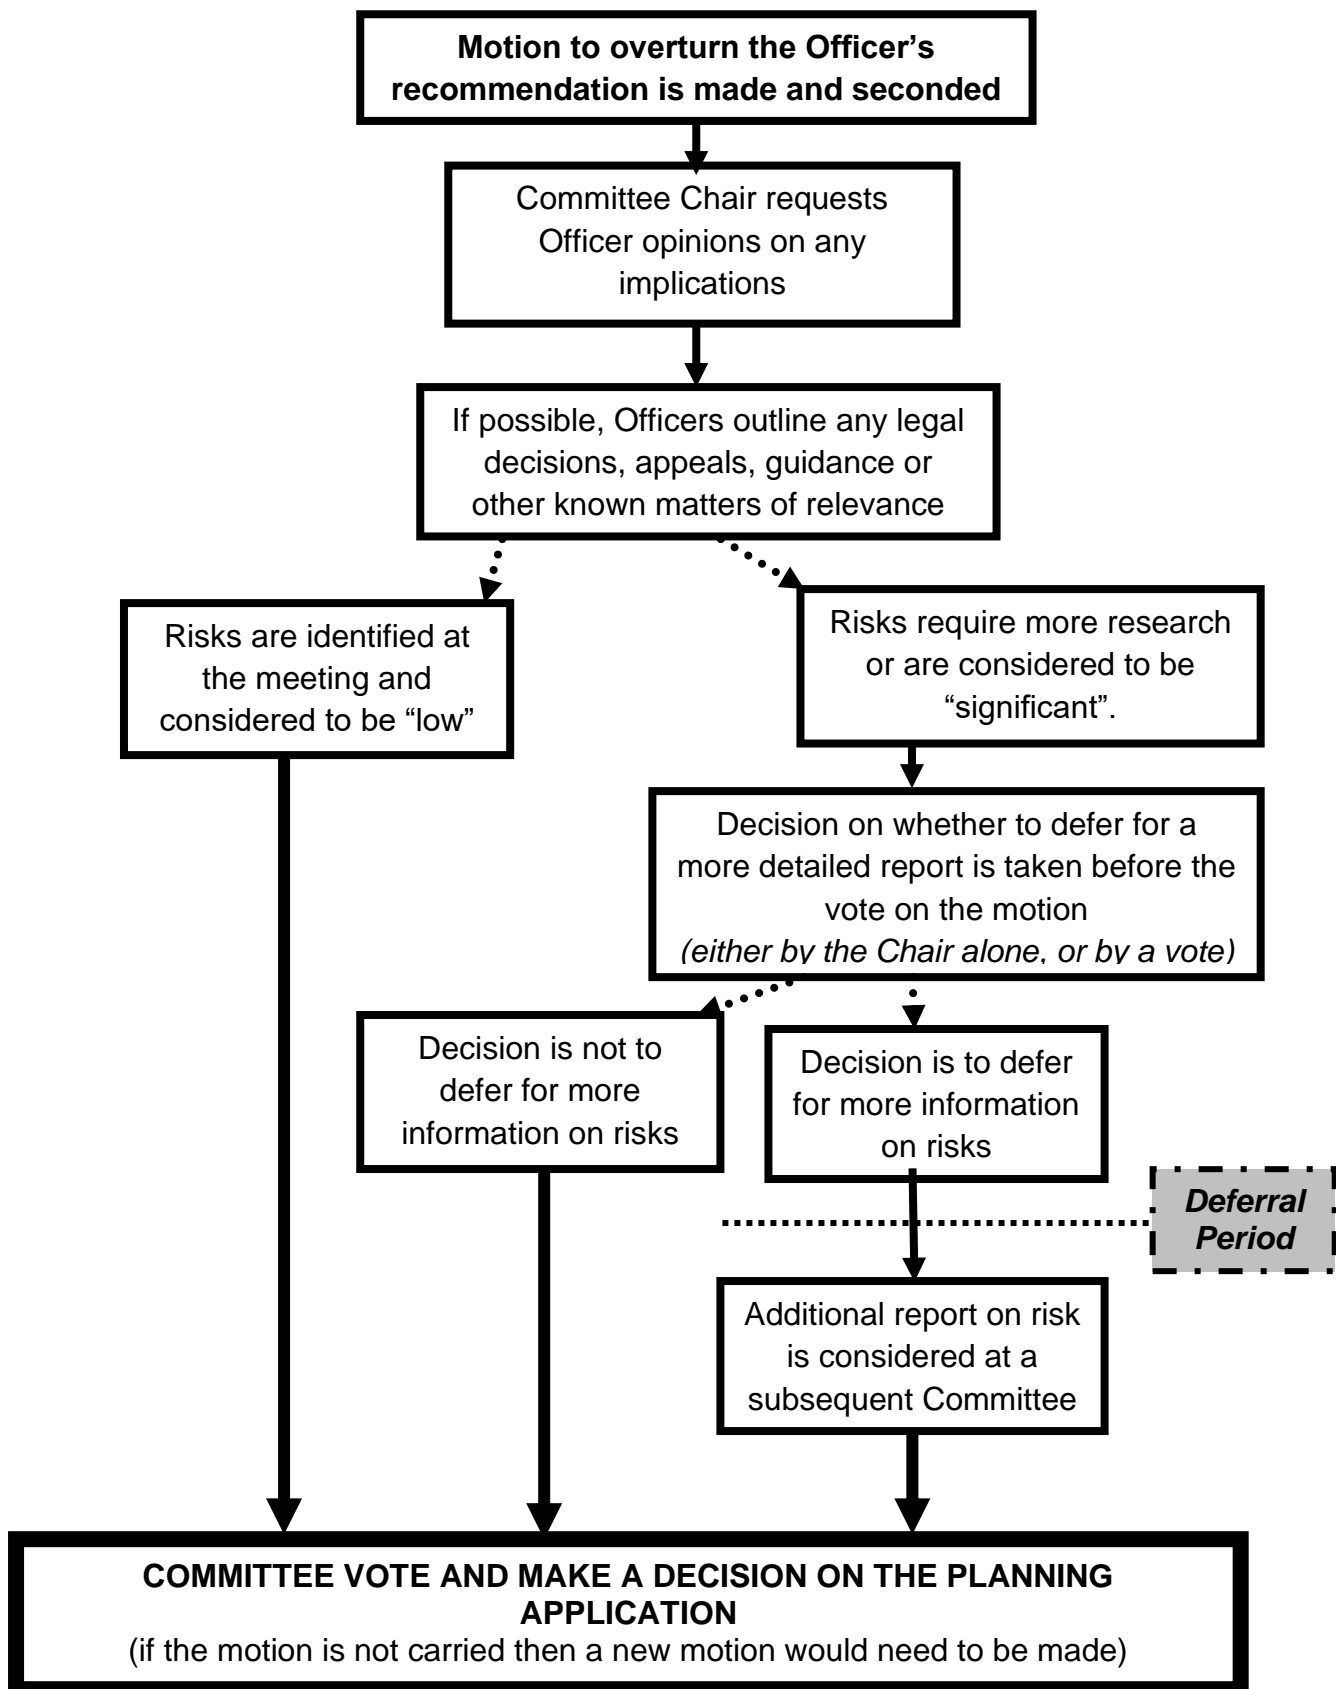 Motion to overturn the Officer’s
recommendation is made and seconded
Committee Chair requests
Officer opinions on any
implications
If possible, Officers outline any legal
decisions, appeals, guidance or
other known matters of relevance
Risks are identified at
the meeting and
considered to be “low”
Risks require more research
or are considered to be
“significant”.
Decision on whether to defer for a
more detailed report is taken before the
vote on the motion
(either by the Chair alone, or by a vote)
Decision is not to
defer for more
information on risks
Decision is to defer
for more information
on risks
Deferral
Period
Additional report on risk
is considered at a
subsequent Committee
COMMITTEE VOTE AND MAKE A DECISION ON THE PLANNING
APPLICATION
(if the motion is not carried then a new motion would need to be made)